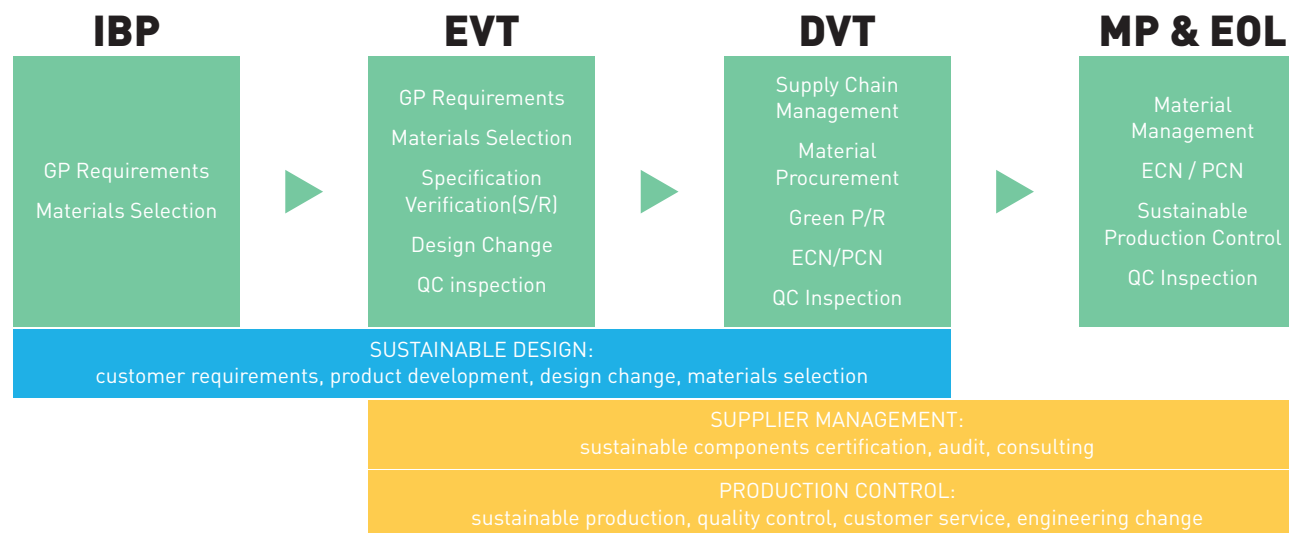 IBP
GP Requirements
Materials Selection
EVT
GP Requirements
Materials Selection
Specification
Verification(S/R)
Design Change
QC inspection
DVT
Supply Chain
Management
Material
Procurement
Green P/R
ECN/PCN
QC Inspection
MP & EOL
Material
Management
ECN / PCN
Sustainable
Production Control
QC Inspection
SUSTAINABLE DESIGN:
customer requirements, product development, design change, materials selection
SUPPLIER MANAGEMENT:
sustainable components certification, audit, consulting
PRODUCTION CONTROL:
sustainable production, quality control, customer service, engineering change